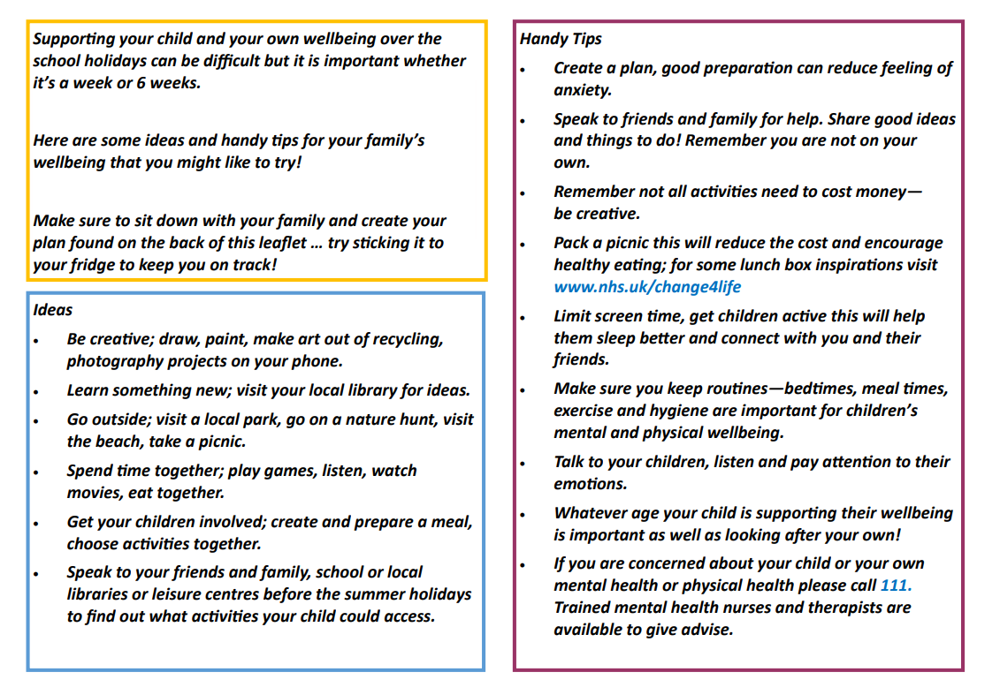 Supporting your child and your own wellbeing over the
school holidays can be difficult but it is important whether
it's a week or 6 weeks.
Here are some ideas and handy tips for your family's
wellbeing that you might like to try!
Make sure to sit down with your family and create your
plan found on the back of this leaflet … try sticking it to
your fridge to keep you on track!
Ideas
• Be creative; draw, paint, make art out of recycling,
photography projects on your phone.
• Learn something new; visit your local library for ideas.
• Go outside; visit a local park, go on a nature hunt, visit
the beach, take a picnic.
• Spend time together; play games, listen, watch
movies, eat together.
• Get your children involved; create and prepare a meal,
choose activities together.
• Speak to your friends and family, school or local
libraries or leisure centres before the summer holidays
to find out what activities your child could access.
Handy Tips
• Create a plan, good preparation can reduce feeling of
anxiety.
• Speak to friends and family for help. Share good ideas
and things to do! Remember you are not on your
own.
• Remember not all activities need to cost money—
be creative.
• Pack a picnic this will reduce the cost and encourage
healthy eating; for some lunch box inspirations visit
www.nhs.uk/change4life
• Limit screen time, get children active this will help
them sleep better and connect with you and their
friends.
• Make sure you keep routines—bedtimes, meal times,
exercise and hygiene are important for children's
mental and physical wellbeing.
• Talk to your children, listen and pay attention to their
emotions.
• Whatever age your child is supporting their wellbeing
is important as well as looking after your own!
• If you are concerned about your child or your own
mental health or physical health please call 111.
Trained mental health nurses and therapists are
available to give advise.